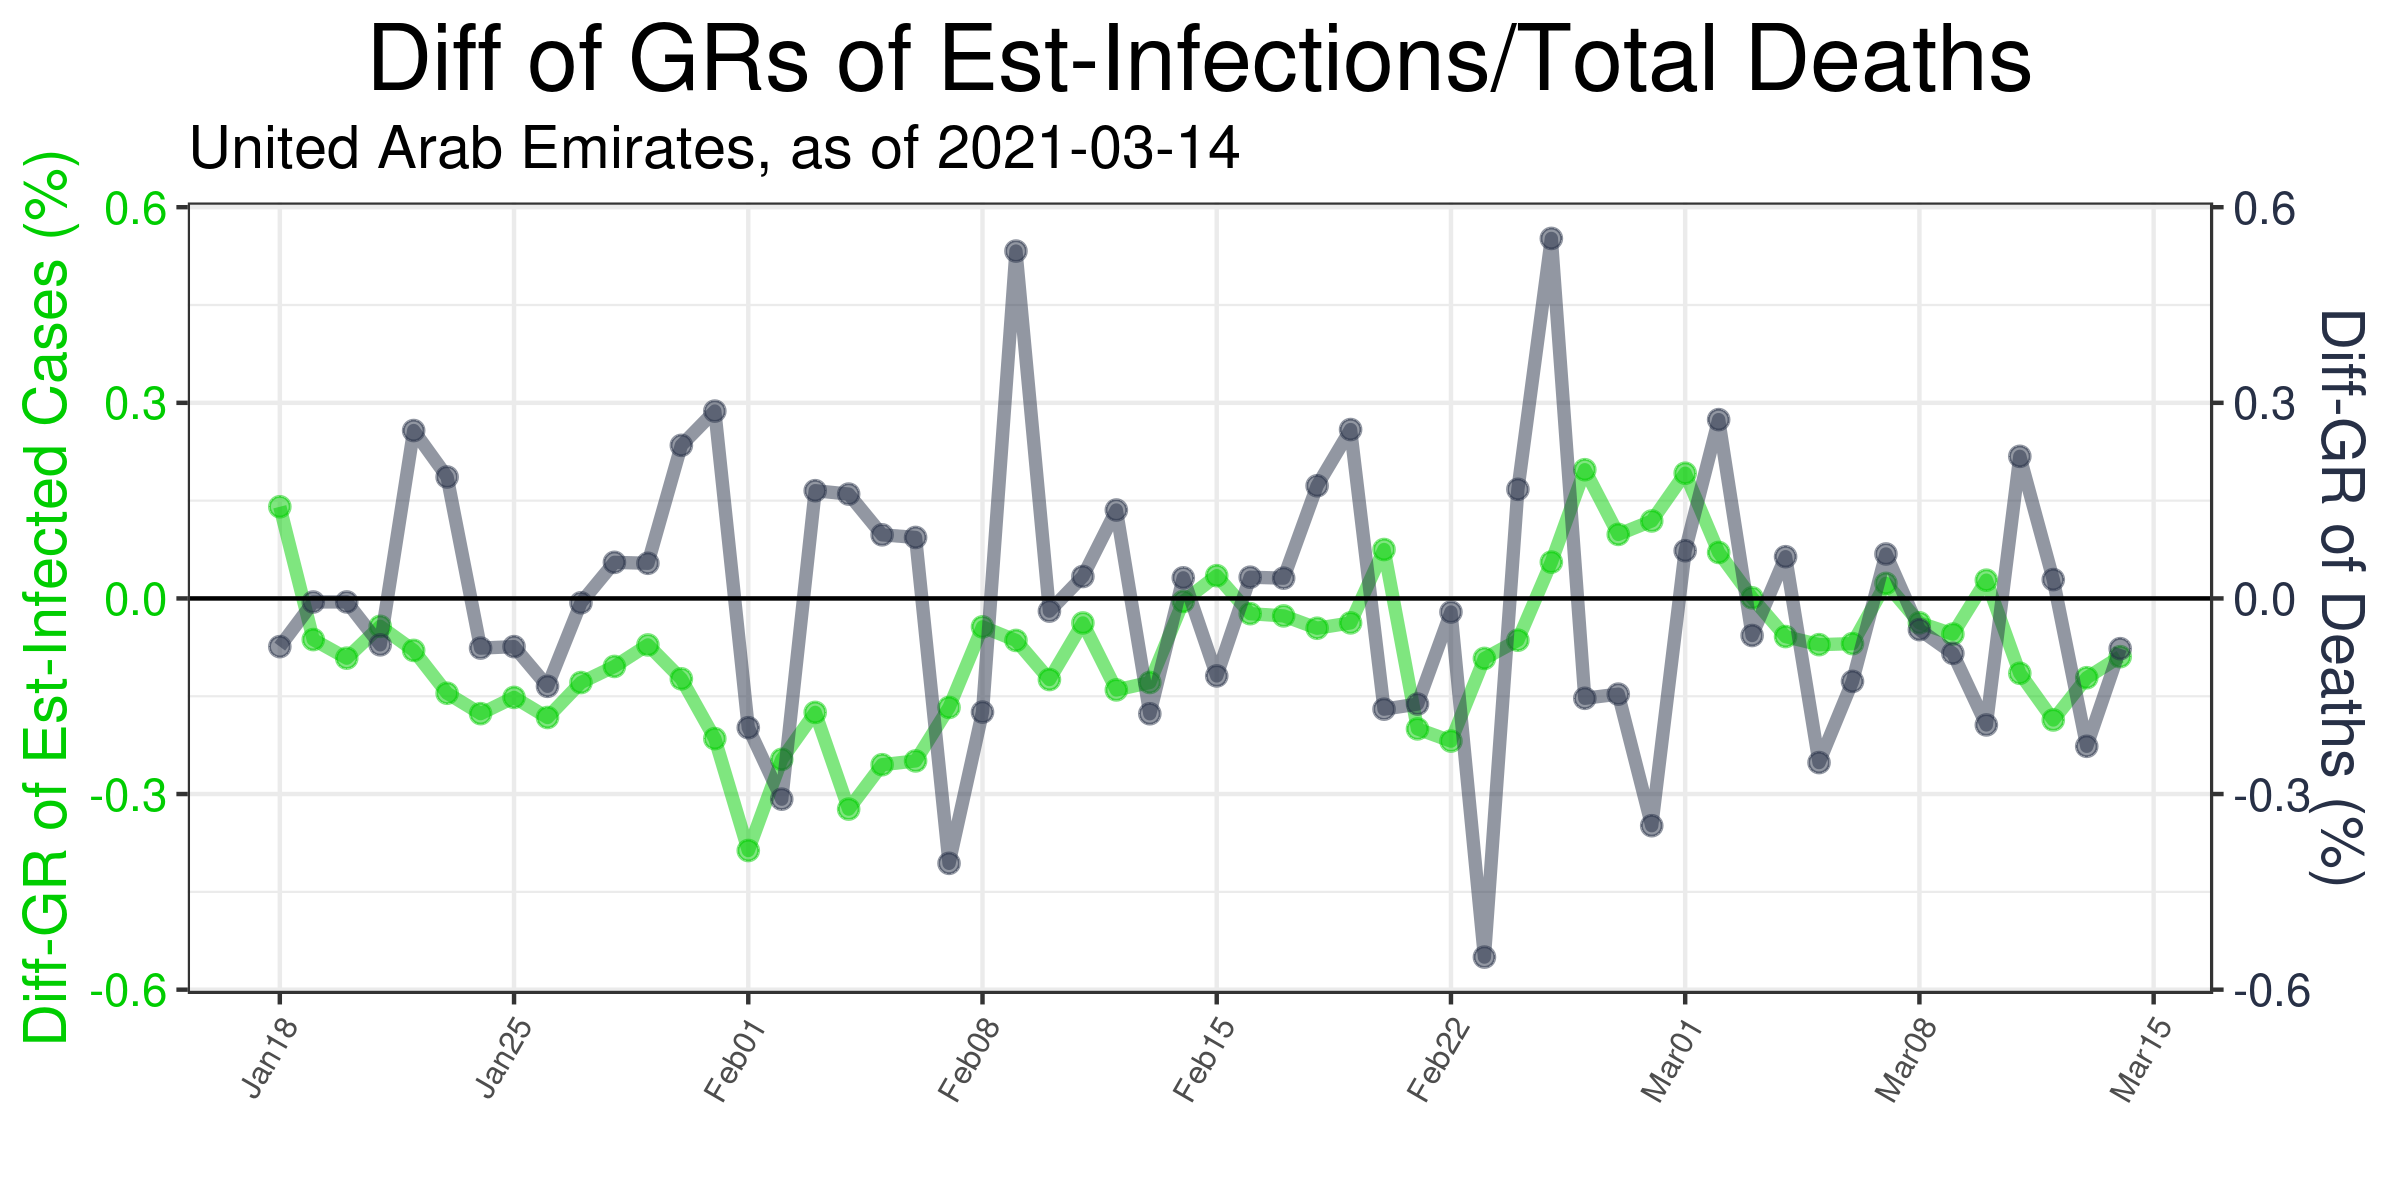 Diff of GRs of Est-Infections/Total Deaths
United Arab Emirates, as of 2021-03-14
Diff-GR of Est-Infected Cases (%)
0.6
0.3
0.0
-0.3
-0.6
0.6
0.3
0.0
-0.3
-0.6
Diff-GR of Deaths (%)
Jan18
Jan25
Feb01
Feb08
Feb15
Feb22
Mar01
Mar08
Mar15